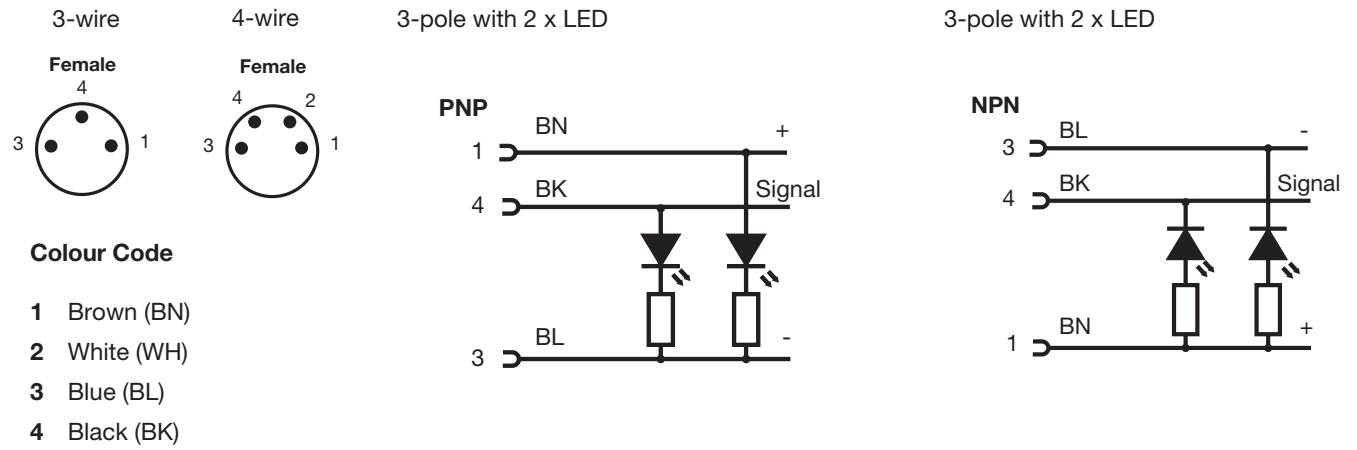 3-wire
4-wire
3-pole with 2 x LED
3-pole with 2 x LED
Female
4
3
1
Female
4
2
3
1
PNP
1
BN
+
4
BK
Signal
3
BL
-
NPN
3
BL
-
4
BK
Signal
1
BN
+
Colour Code
1 Brown (BN)
2 White (WH)
3 Blue (BL)
4 Black (BK)